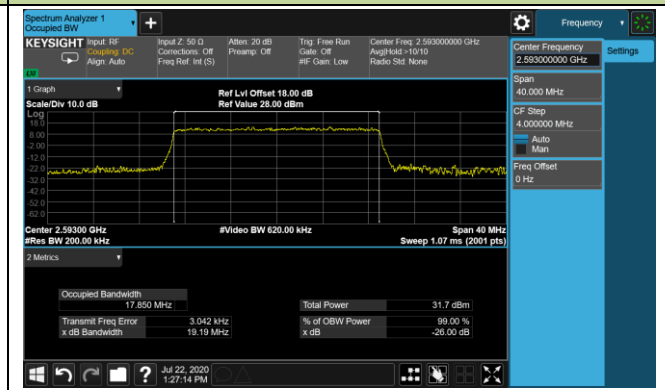 Spectrum Analyzer 1
Occupied BW
Frequency
KEYSIGHT
Input: RF
Coupling: DC
Align: Auto
Input Z: 50 Ω
Corrections: Off
Freq Ref: Int (S)
Atten: 20 dB
Preamp: Off
Trig: Free Run
Gate: Off
#IF Gain: Low
Center Freq: 2.593000000 GHz
Avg|Hold:>10/10
Radio Std: None
Center Frequency
2.593000000 GHz
Settings
Span
40.000 MHz
CF Step
4.000000 MHz
Auto
Man
Freq Offset
0 Hz
1 Graph
Scale/Div 10.0 dB
Ref Lvl Offset 18.00 dB
Ref Value 28.00 dBm
Log
18.0
8.00
-2.00
-12.0
-22.0
-32.0
-42.0
-52.0
-62.0
Center 2.59300 GHz
#Res BW 200.00 kHz
#Video BW 620.00 kHz
Span 40 MHz
Sweep 1.07 ms (2001 pts)
2 Metrics
Occupied Bandwidth
17.850 MHz
Total Power 31.7 dBm
Transmit Freq Error 3.042 kHz
% of OBW Power 99.00 %
x dB Bandwidth 19.19 MHz
x dB -26.00 dB
?
Jul 22, 2020
1:27:14 PM